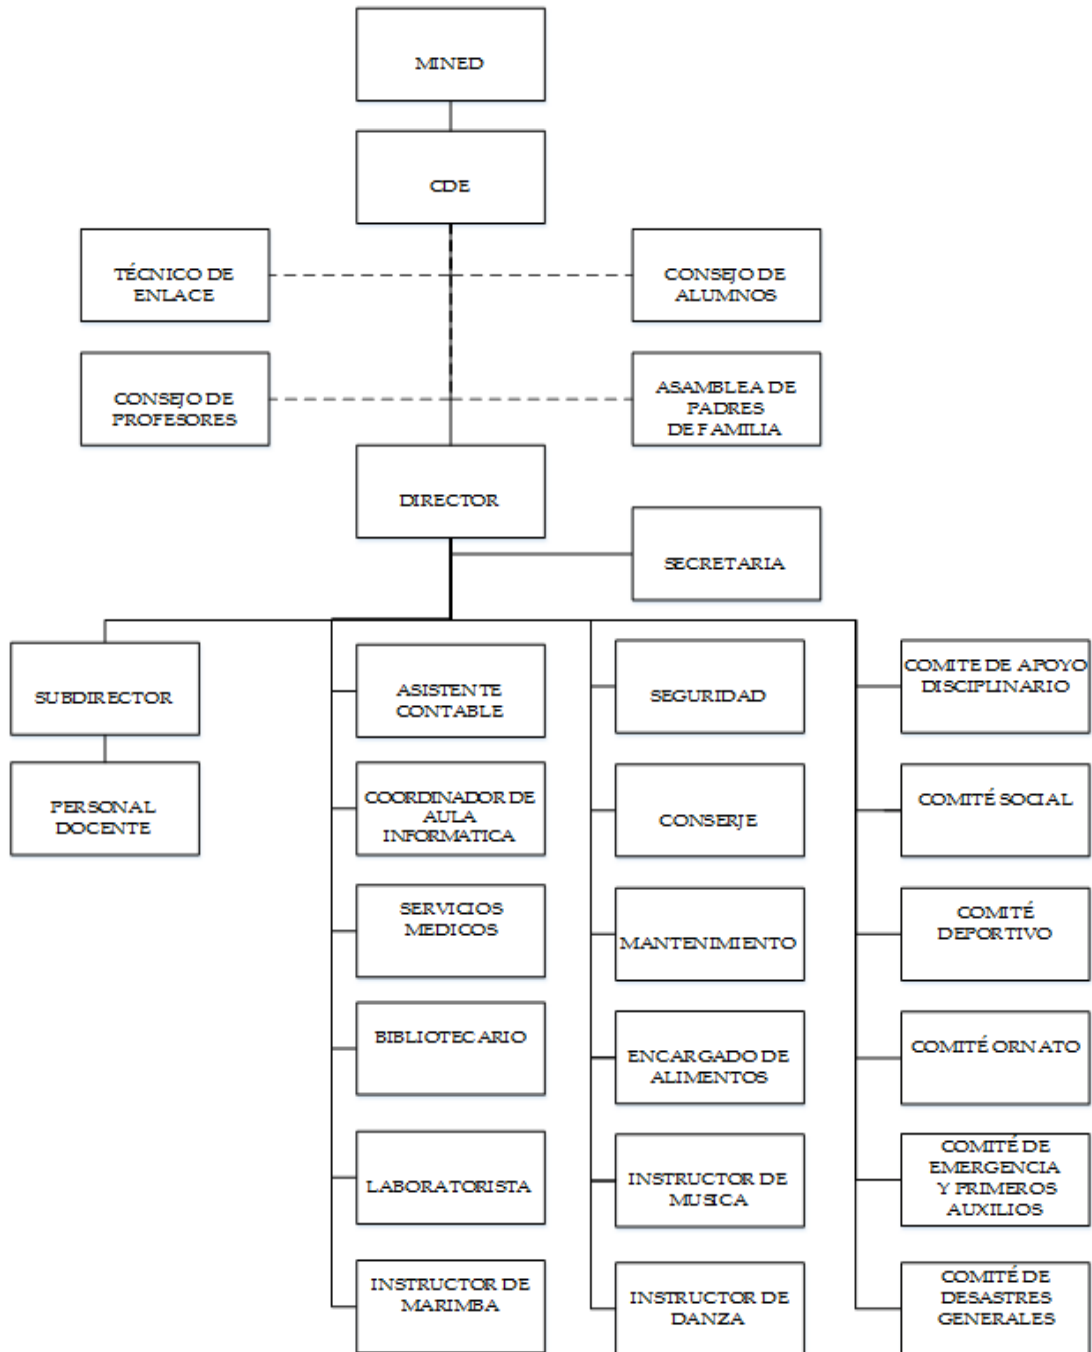 MINED
CDE
TÉCNICO DE
ENLACE
CONSEJO DE
ALUMNOS
CONSEJO DE
PROFESORES
ASAMBLEA DE
PADRES
DE FAMILIA
DIRECTOR
SECRETARIA
SUBDIRECTOR
PERSONAL
DOCENTE
ASISTENTE
CONTABLE
COORDINADOR DE
AULA
INFORMATICA
SERVICIOS
MEDICOS
BIBLIOTECARIO
LABORATORISTA
INSTRUCTOR DE
MARIMBA
SEGURIDAD
CONSERJE
MANTENIMIENTO
ENCARGADO DE
ALIMENTOS
INSTRUCTOR DE
MUSICA
INSTRUCTOR DE
DANZA
COMITE DE APOYO
DISCIPLINARIO
COMITÉ SOCIAL
COMITÉ
DEPORTIVO
COMITÉ ORNATO
COMITÉ DE
EMERGENCIA
Y PRIMEROS
AUXILIOS
COMITÉ DE
DESASTRES
GENERALES